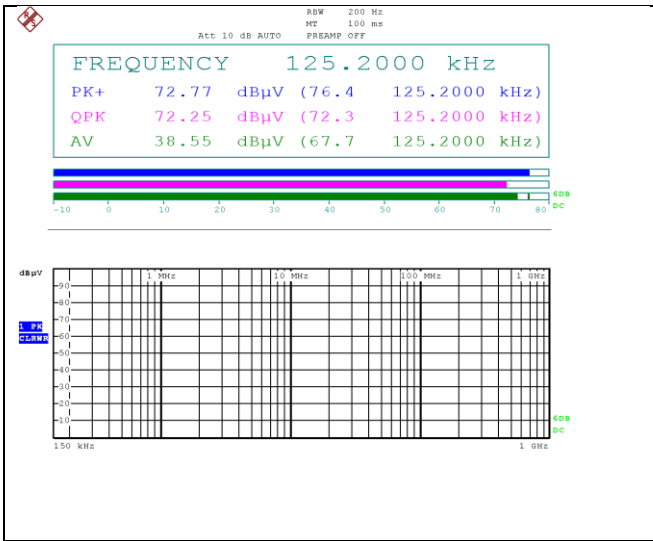 R S
RBW 200 Hz
MT 100 ms
Att 10 dB AUTO PREAMP OFF
FREQUENCY 125.2000 kHz
PK+ 72.77 dBµV (76.4 125.2000 kHz)
QPK 72.25 dBµV (72.3 125.2000 kHz)
AV 38.55 dBµV (67.7 125.2000 kHz)
6DB
DC
-10 0 10 20 30 40 50 60 70 80
dBµV
1 MHz 10 MHz 100 MHz 1 GHz
90
80
70
1 PK
CLRWR
60
50
40
30
20
10
6DB
DC
150 kHz 1 GHz